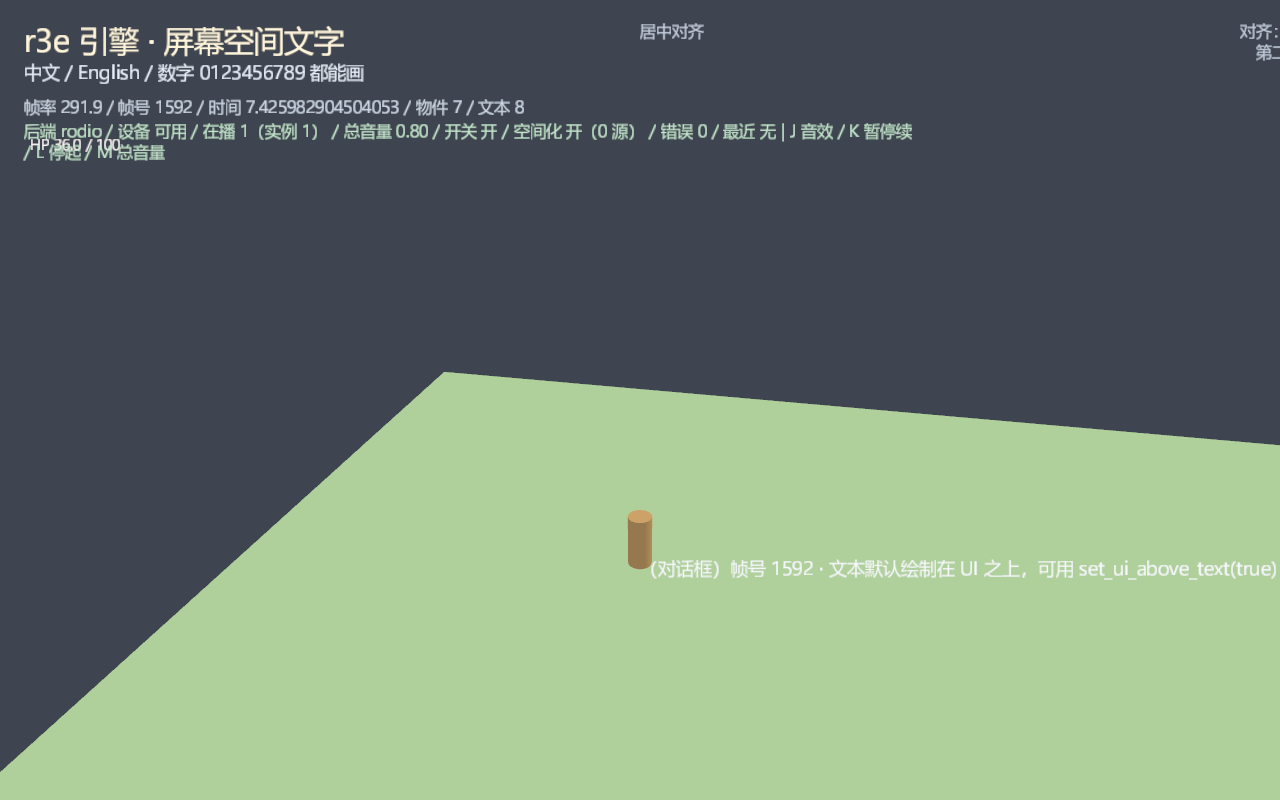 r3e 引擎 · 屏幕空间文字
居中对齐
对齐:
第二
中文 / English / 数字 0123456789 都能画
帧率 291.9 / 帧号 1592 / 时间 7.425982904504053 / 物件 7 / 文本 8
后端 rodio / 设备 可用 / 在播 1（实例 1） / 总音量 0.80 / 开关 开 / 空间化 开（0 源） / 错误 0 / 最近 无 | J 音效 / K 暂停续
HP 36.0 / 100
/ L 停起 / M 总音量
（对话框）帧号 1592 · 文本默认绘制在 UI 之上，可用 set_ui_above_text(true)